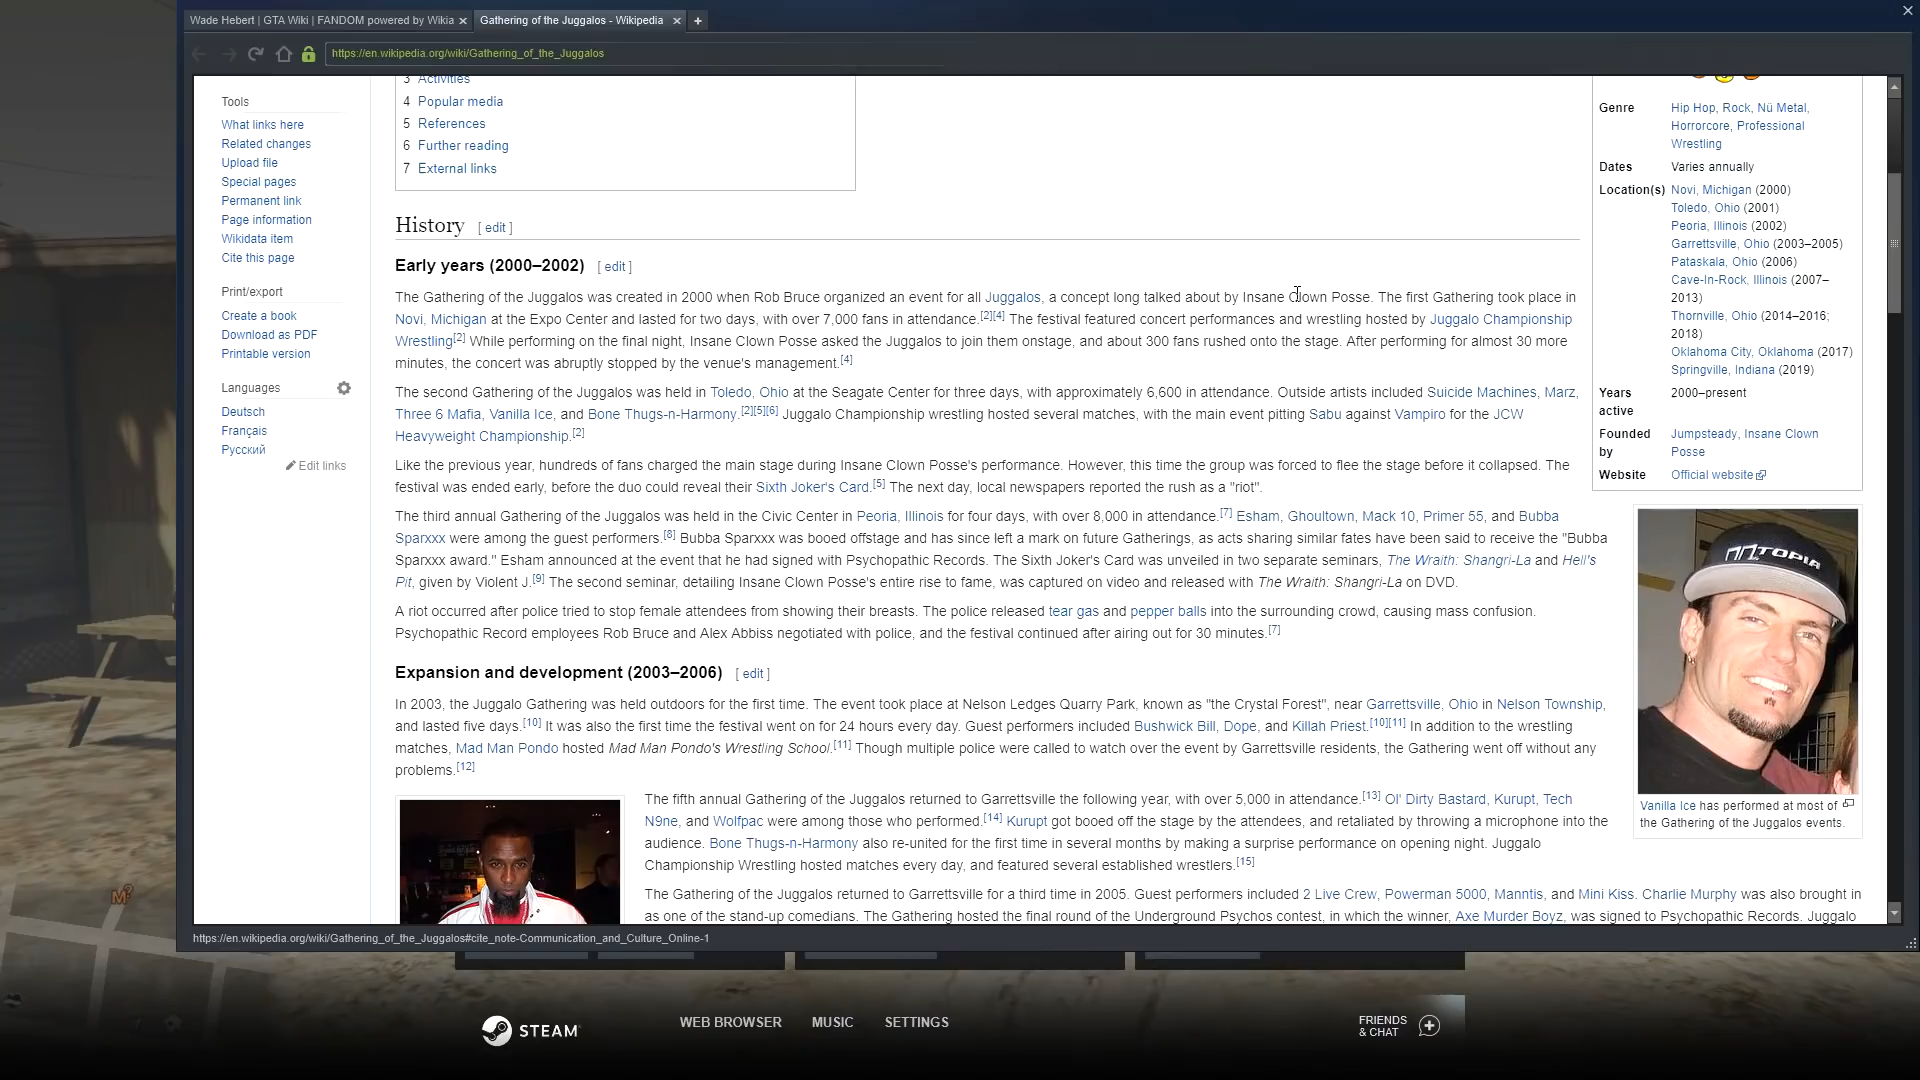 Wade Hebert | GTA Wiki | FANDOM powered by Wikia
Gathering of the Juggalos - Wikipedia
https://en.wikipedia.org/wiki/Gathering_of_the_Juggalos
Tools
What links here
Related changes
Upload file
Special pages
Permanent link
Page information
Wikidata item
Cite this page
Print/export
Create a book
Download as PDF
Printable version
Languages
Deutsch
Français
Русский
Edit links
3 Activities
4 Popular media
5 References
6 Further reading
7 External links
History [ edit ]
Early years (2000–2002) [ edit ]
The Gathering of the Juggalos was created in 2000 when Rob Bruce organized an event for all Juggalos, a concept long talked about by Insane Clown Posse. The first Gathering took place in
Novi, Michigan at the Expo Center and lasted for two days, with over 7,000 fans in attendance.[2][4] The festival featured concert performances and wrestling hosted by Juggalo Championship
Wrestling[2] While performing on the final night, Insane Clown Posse asked the Juggalos to join them onstage, and about 300 fans rushed onto the stage. After performing for almost 30 more
minutes, the concert was abruptly stopped by the venue's management.[4]
The second Gathering of the Juggalos was held in Toledo, Ohio at the Seagate Center for three days, with approximately 6,600 in attendance. Outside artists included Suicide Machines, Marz,
Three 6 Mafia, Vanilla Ice, and Bone Thugs-n-Harmony.[2][5][6] Juggalo Championship wrestling hosted several matches, with the main event pitting Sabu against Vampiro for the JCW
Heavyweight Championship.[2]
Like the previous year, hundreds of fans charged the main stage during Insane Clown Posse's performance. However, this time the group was forced to flee the stage before it collapsed. The
festival was ended early, before the duo could reveal their Sixth Joker's Card.[5] The next day, local newspapers reported the rush as a "riot".
The third annual Gathering of the Juggalos was held in the Civic Center in Peoria, Illinois for four days, with over 8,000 in attendance.[7] Esham, Ghoultown, Mack 10, Primer 55, and Bubba
Sparxxx were among the guest performers.[8] Bubba Sparxxx was booed offstage and has since left a mark on future Gatherings, as acts sharing similar fates have been said to receive the "Bubba
Sparxxx award." Esham announced at the event that he had signed with Psychopathic Records. The Sixth Joker's Card was unveiled in two separate seminars, The Wraith: Shangri-La and Hell's
Pit, given by Violent J.[9] The second seminar, detailing Insane Clown Posse's entire rise to fame, was captured on video and released with The Wraith: Shangri-La on DVD.
A riot occurred after police tried to stop female attendees from showing their breasts. The police released tear gas and pepper balls into the surrounding crowd, causing mass confusion.
Psychopathic Record employees Rob Bruce and Alex Abbiss negotiated with police, and the festival continued after airing out for 30 minutes.[7]
Expansion and development (2003–2006) [ edit ]
In 2003, the Juggalo Gathering was held outdoors for the first time. The event took place at Nelson Ledges Quarry Park, known as "the Crystal Forest", near Garrettsville, Ohio in Nelson Township,
and lasted five days.[10] It was also the first time the festival went on for 24 hours every day. Guest performers included Bushwick Bill, Dope, and Killah Priest.[10][11] In addition to the wrestling
matches, Mad Man Pondo hosted Mad Man Pondo's Wrestling School.[11] Though multiple police were called to watch over the event by Garrettsville residents, the Gathering went off without any
problems.[12]
The fifth annual Gathering of the Juggalos returned to Garrettsville the following year, with over 5,000 in attendance.[13] Ol' Dirty Bastard, Kurupt, Tech
N9ne, and Wolfpac were among those who performed.[14] Kurupt got booed off the stage by the attendees, and retaliated by throwing a microphone into the
audience. Bone Thugs-n-Harmony also re-united for the first time in several months by making a surprise performance on opening night. Juggalo
Championship Wrestling hosted matches every day, and featured several established wrestlers.[15]
The Gathering of the Juggalos returned to Garrettsville for a third time in 2005. Guest performers included 2 Live Crew, Powerman 5000, Manntis, and Mini Kiss. Charlie Murphy was also brought in
as one of the stand-up comedians. The Gathering hosted the final round of the Underground Psychos contest, in which the winner, Axe Murder Boyz, was signed to Psychopathic Records. Juggalo
Genre Hip Hop, Rock, Nü Metal,
Horrorcore, Professional
Wrestling
Dates Varies annually
Location(s) Novi, Michigan (2000)
Toledo, Ohio (2001)
Peoria, Illinois (2002)
Garrettsville, Ohio (2003–2005)
Pataskala, Ohio (2006)
Cave-In-Rock, Illinois (2007–
2013)
Thornville, Ohio (2014–2016;
2018)
Oklahoma City, Oklahoma (2017)
Springville, Indiana (2019)
Years 2000–present
active
Founded Jumpsteady, Insane Clown
by Posse
Website Official website
TOPIA
Vanilla Ice has performed at most of
the Gathering of the Juggalos events.
M?
https://en.wikipedia.org/wiki/Gathering_of_the_Juggalos#cite_note-Communication_and_Culture_Online-1
STEAM
WEB BROWSER
MUSIC
SETTINGS
FRIENDS
& CHAT